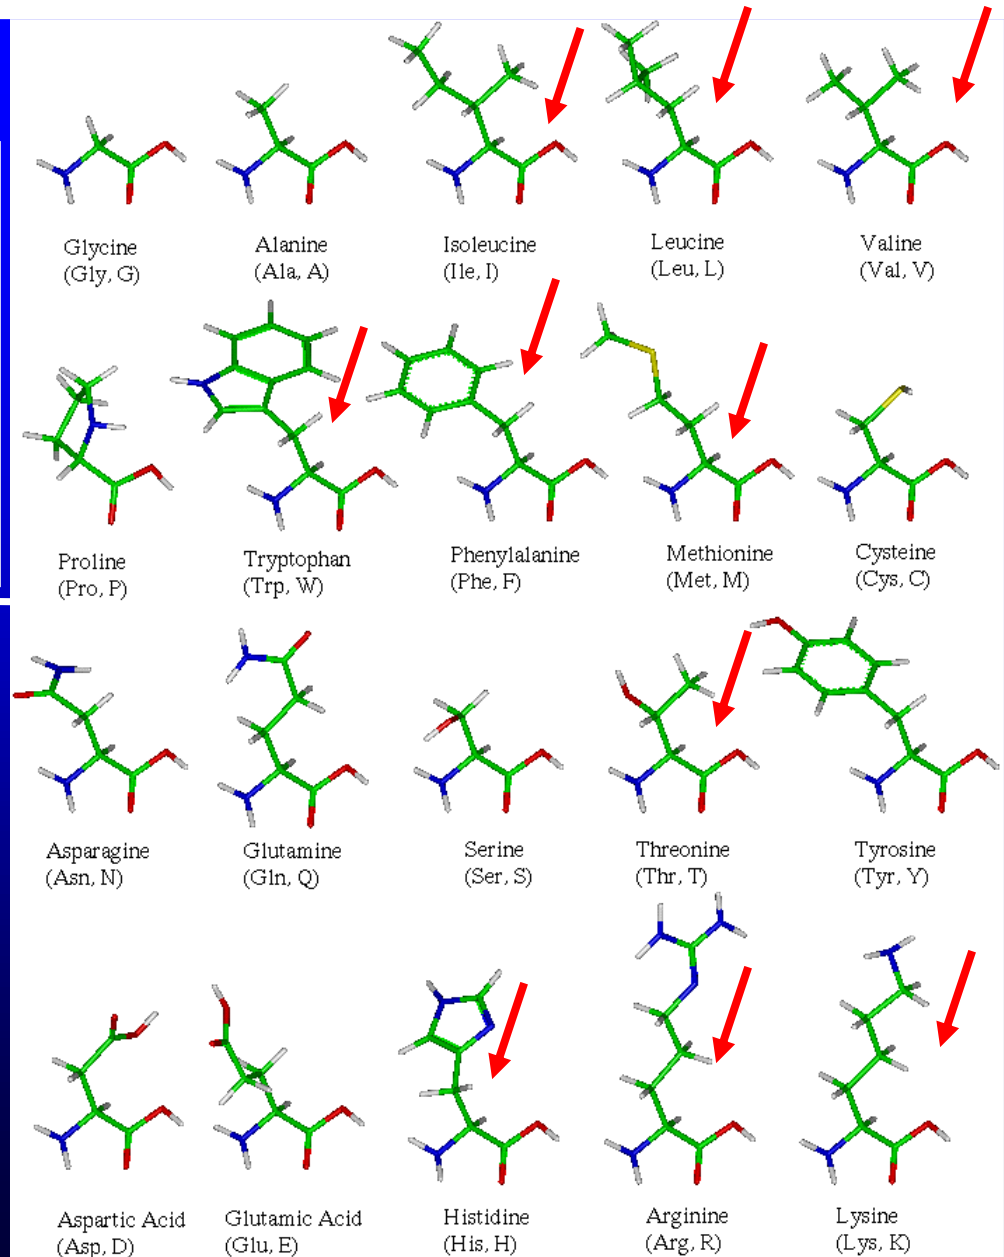 Glycine
(Gly, G)
Alanine
(Ala, A)
Isoleucine
(Ile, I)
Leucine
(Leu, L)
Valine
(Val, V)
Proline
(Pro, P)
Tryptophan
(Trp, W)
Phenylalanine
(Phe, F)
Methionine
(Met, M)
Cysteine
(Cys, C)
Asparagine
(Asn, N)
Glutamine
(Gln, Q)
Serine
(Ser, S)
Threonine
(Thr, T)
Tyrosine
(Tyr, Y)
Aspartic Acid
(Asp, D)
Glutamic Acid
(Glu, E)
Histidine
(His, H)
Arginine
(Arg, R)
Lysine
(Lys, K)